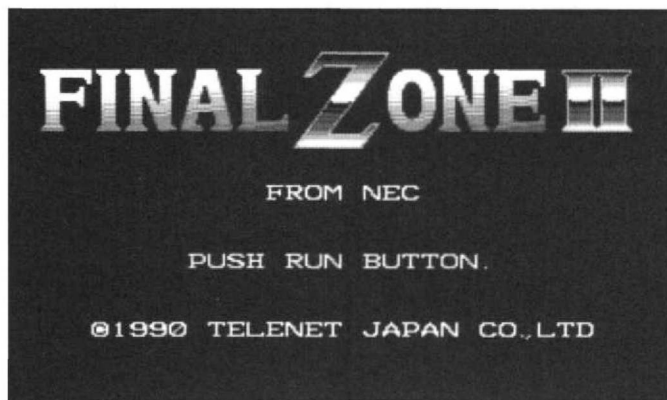 FINAL ZONE II
FROM NEC
PUSH RUN BUTTON.
©1990 TELENET JAPAN CO.,LTD